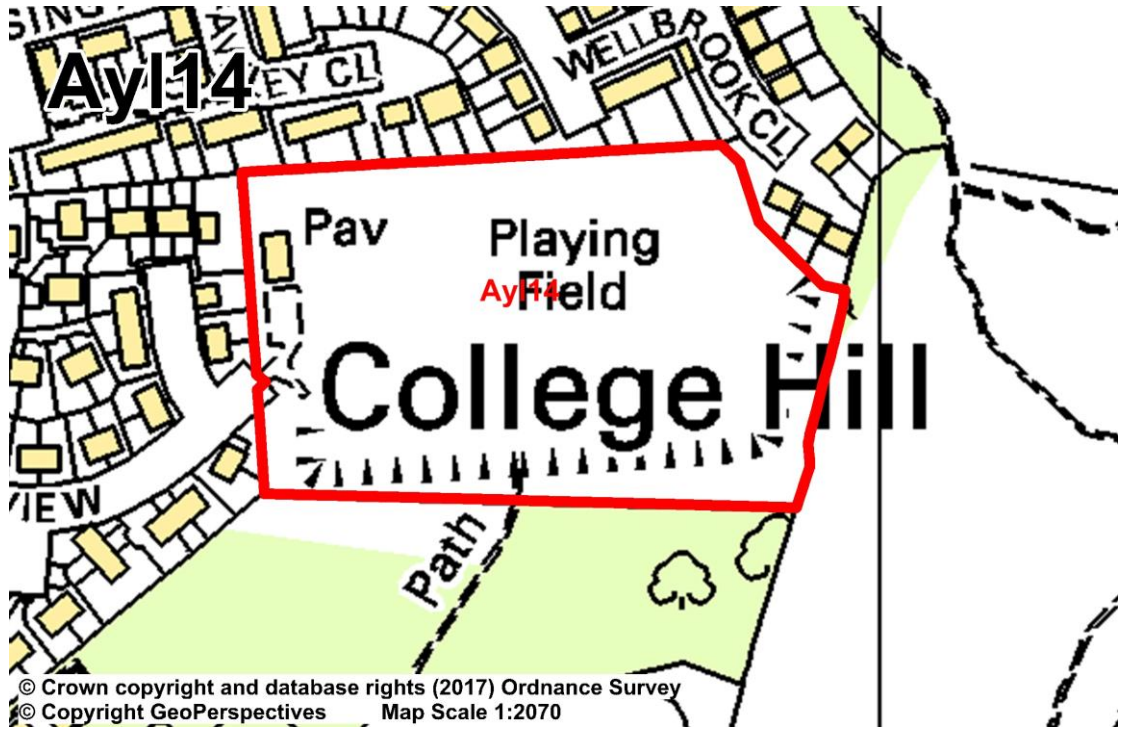 Ayl14
EY CL
WELLBROOK CL
Pav
Playing
Field
Ayl14
College Hill
VIEW
Path
© Crown copyright and database rights (2017) Ordnance Survey
© Copyright GeoPerspectives Map Scale 1:2070